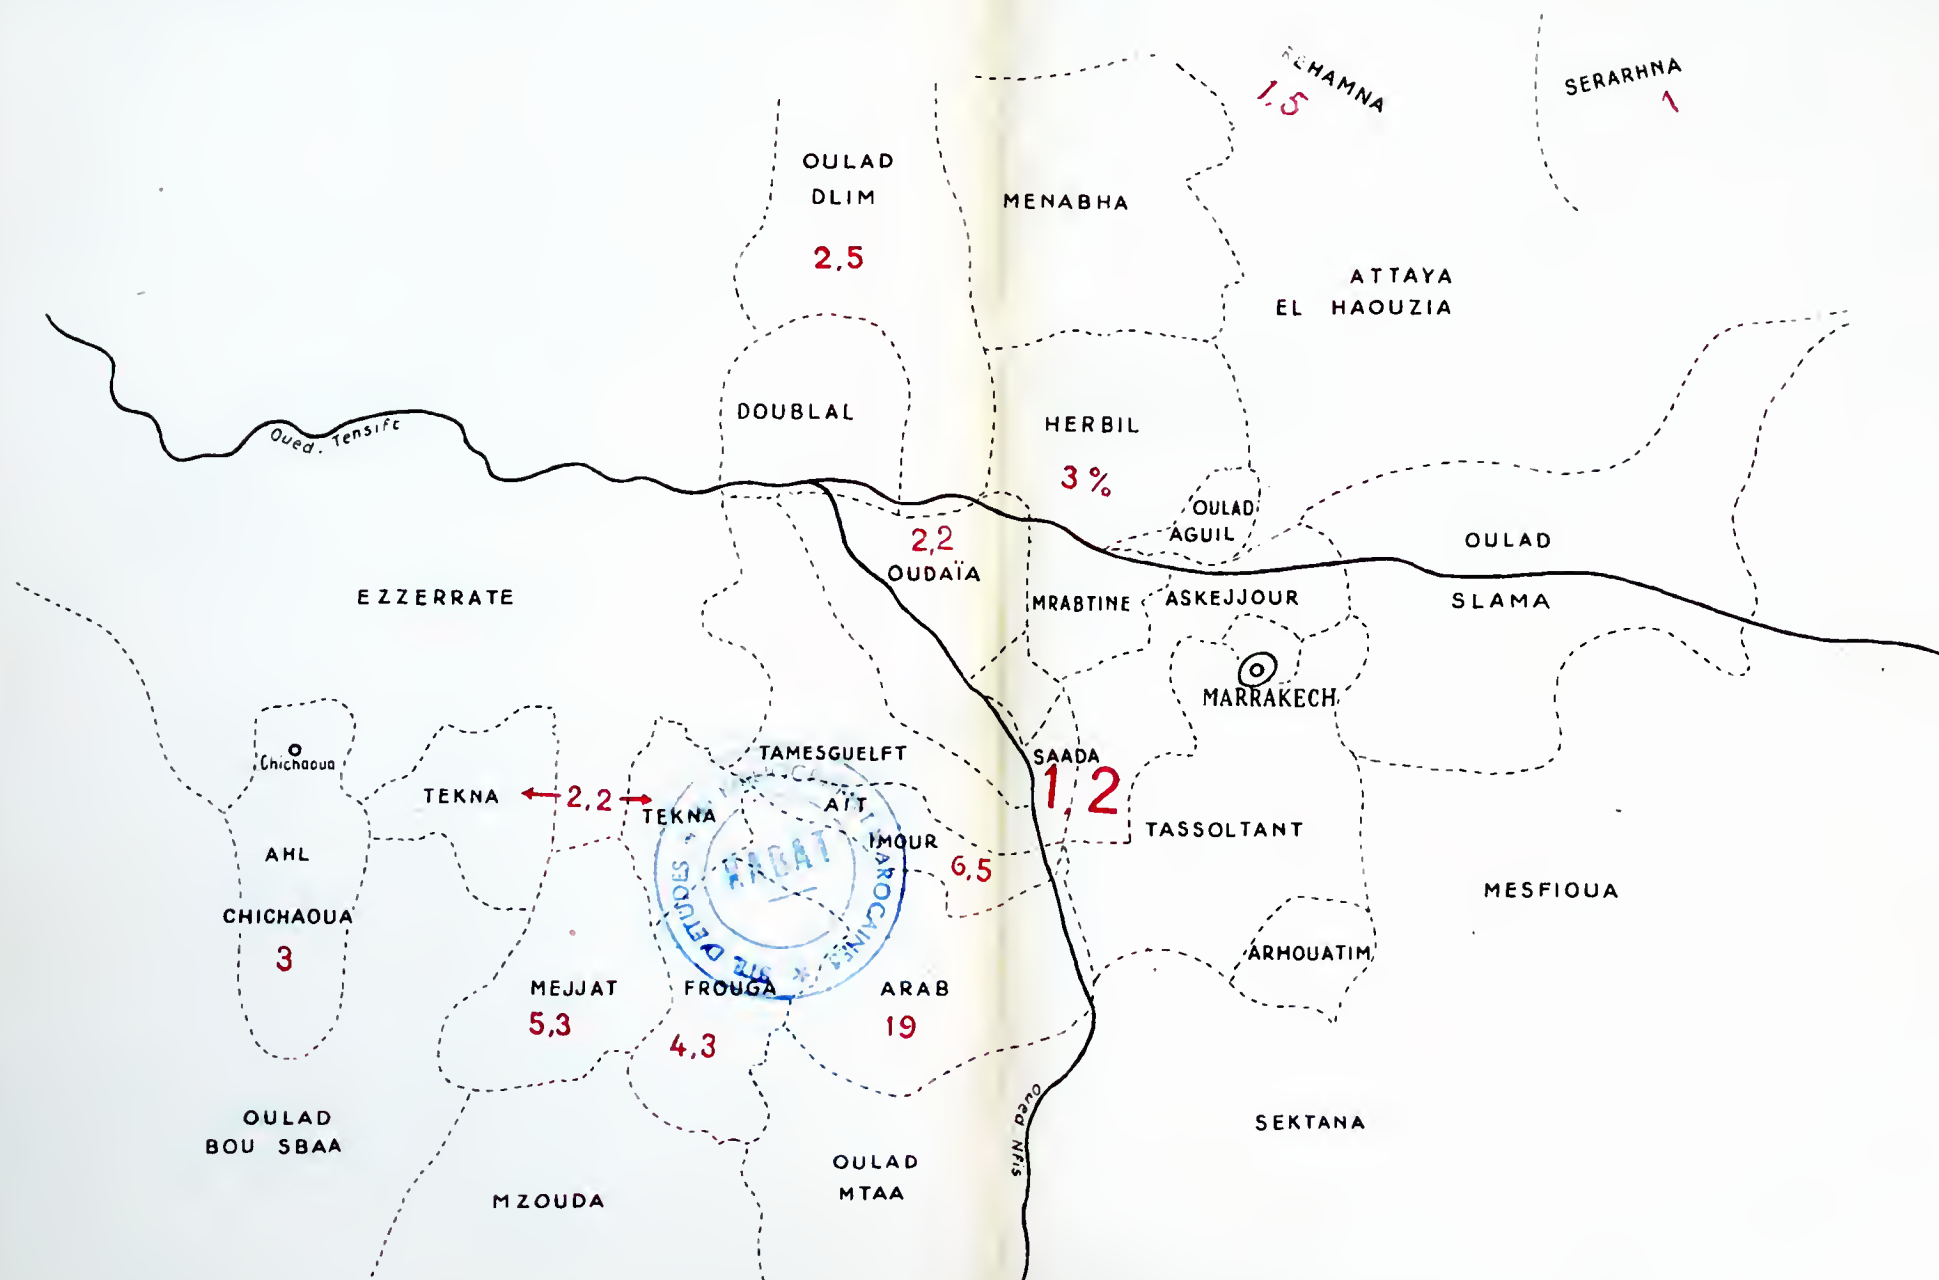 REHAMNA
1,5
SERARHNA
1
OULAD
DLIM
2,5
MENABHA
ATTAYA
EL HAOUZIA
DOUBLAL
HERBIL
3 %
Oued. Tensift
OULAD
AGUIL
2,2
OUDAÏA
OULAD
SLAMA
EZZERRATE
MRABTINE
ASKEJJOUR
MARRAKECH
Chichaoua
TAMESGUELFT
SAADA
1,2
TEKNA
2,2
TEKNA
AÏT
IMOUR
6,5
TASSOLTANT
AHL
CHICHAOUA
3
MESFIOUA
RABAT
STE D'ETUDES
MAROCAINES
ARHOUATIM
MEJJAT
5,3
FROUGA
4,3
ARAB
19
OULAD
BOU SBAA
Oued Nfis
SEKTANA
MZOUDA
OULAD
MTAA